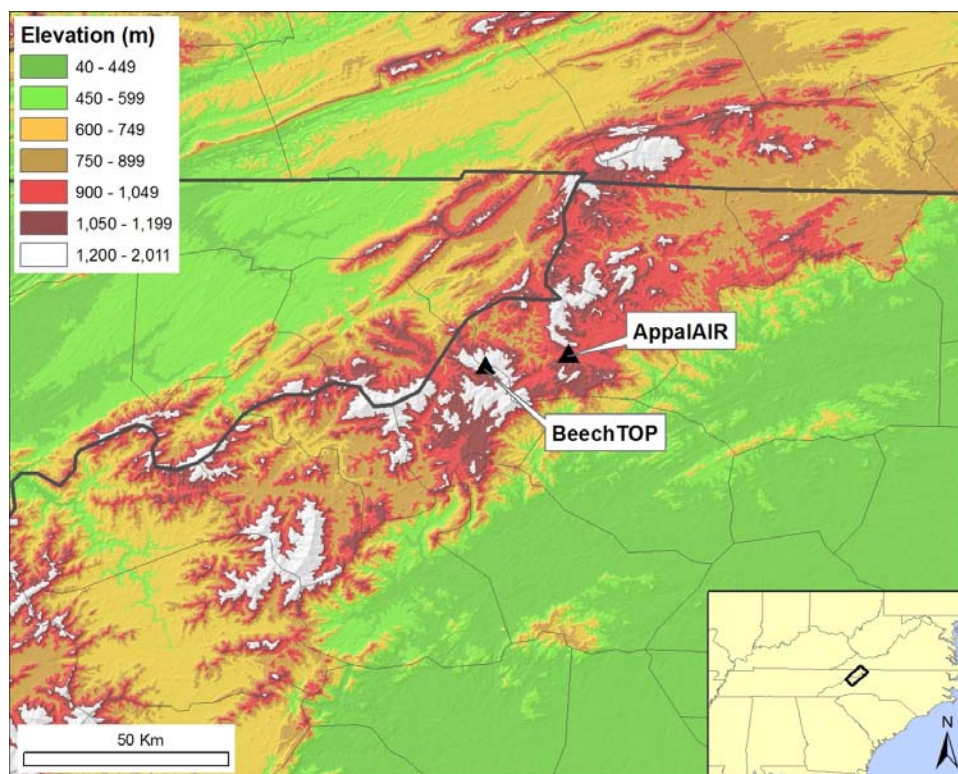 Elevation (m)
40 - 449
450 - 599
600 - 749
750 - 899
900 - 1,049
1,050 - 1,199
1,200 - 2,011
AppalAIR
BeechTOP
50 Km
N